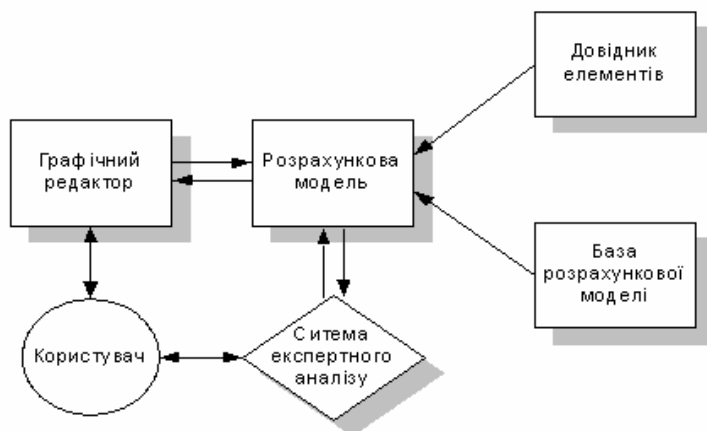 Довідник
елементів
Графічний
редактор
Розрахункова
модель
База
розрахункової
моделі
Користувач
Ситема
експертного
аналізу